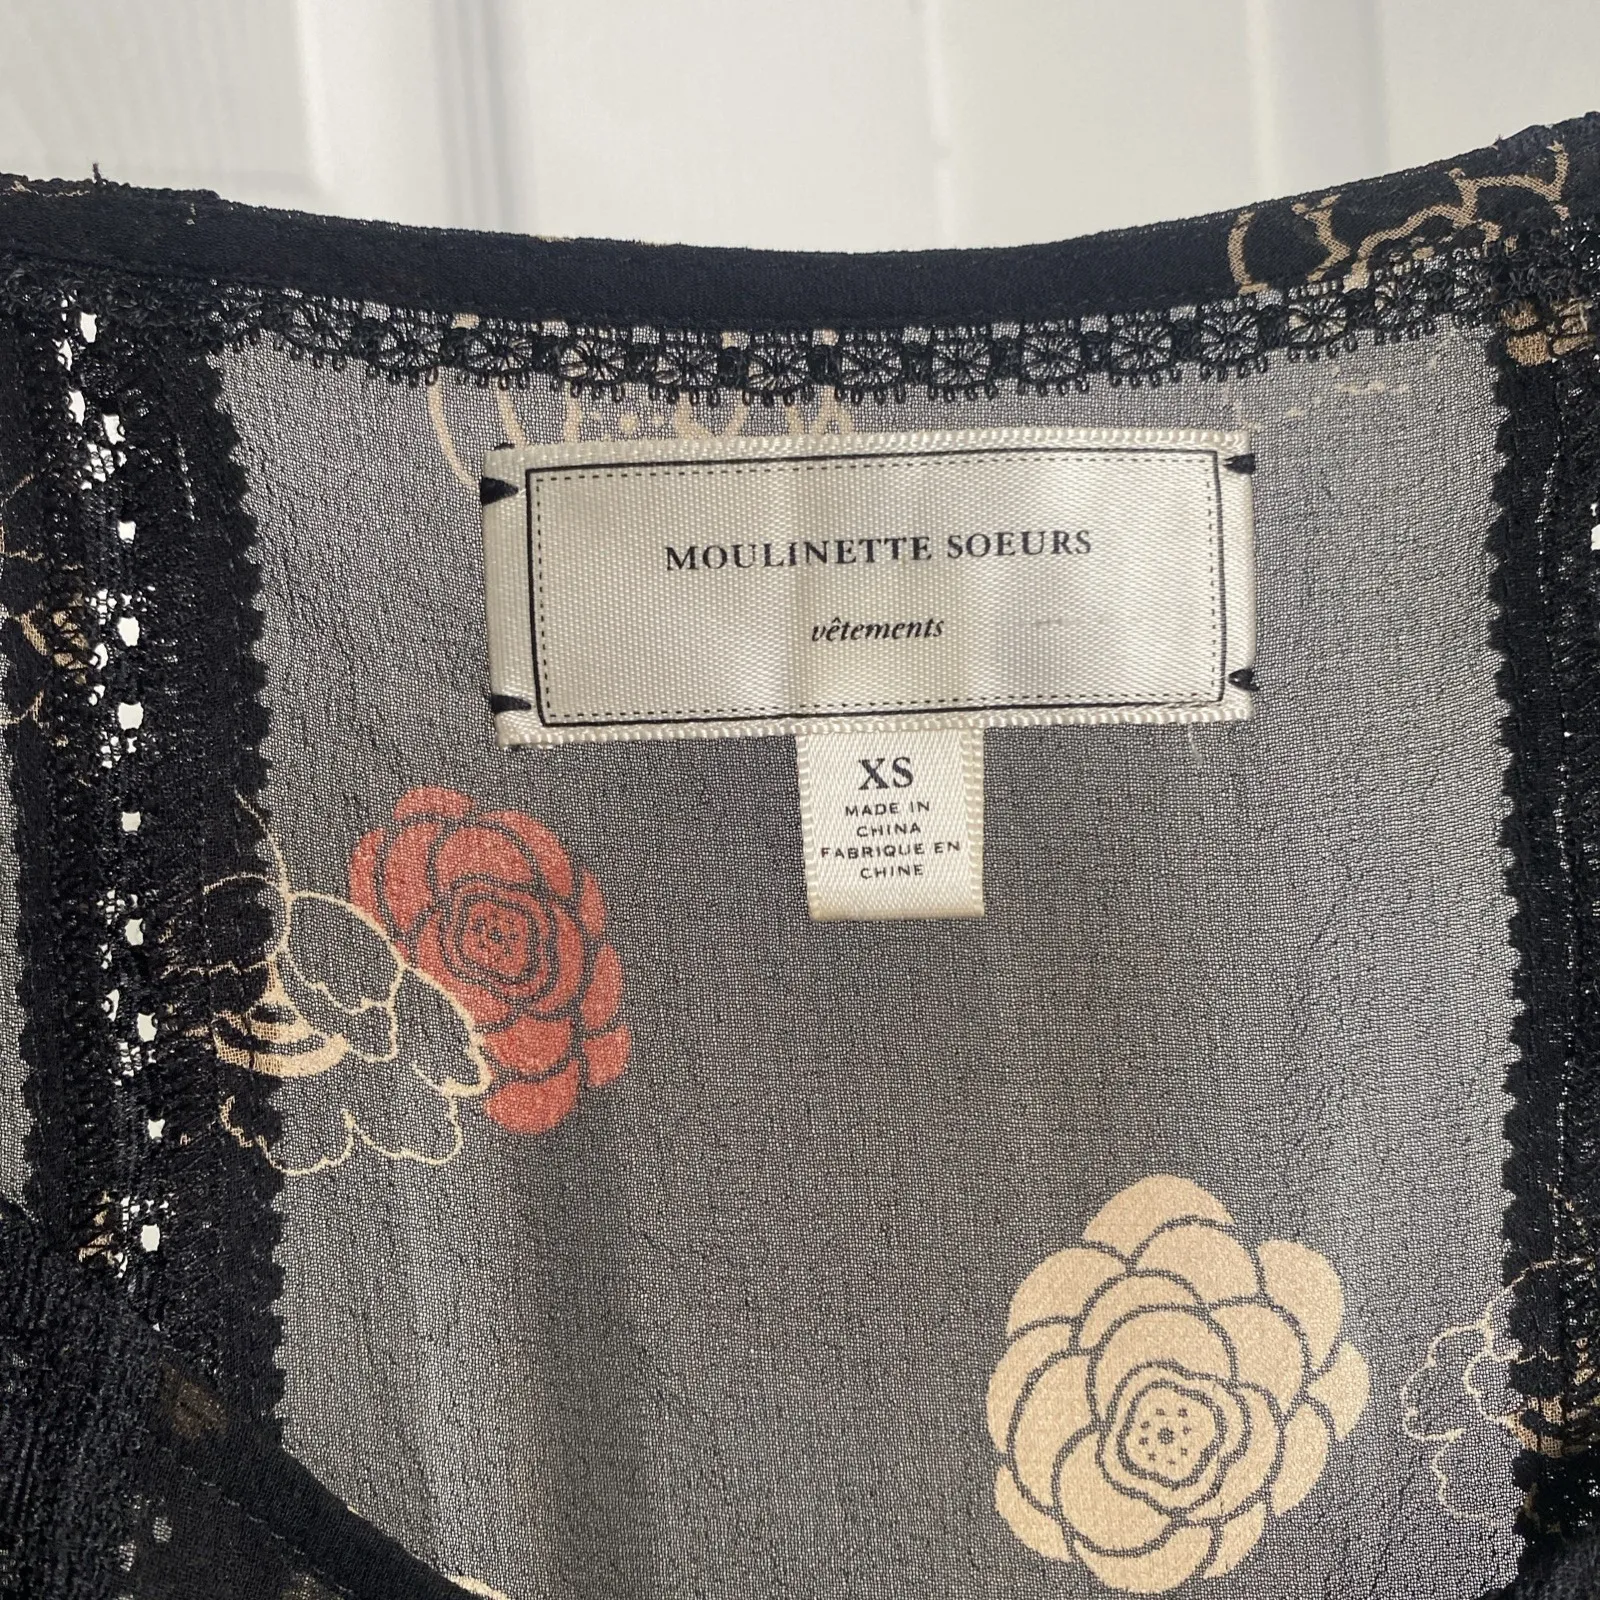 MOULINETTE SOEURS
vêtements
XS
MADE IN
CHINA
FABRIQUE EN
CHINE